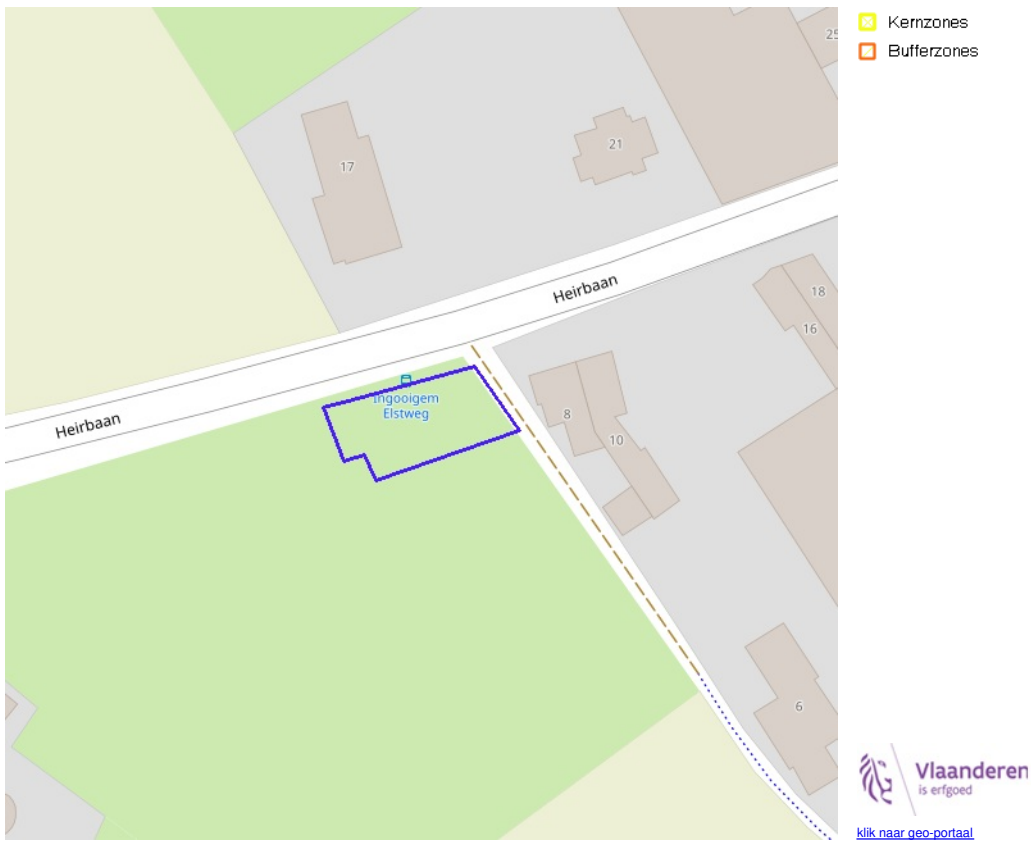 Kernzones
Bufferzones
25
17
21
Heirbaan
18
16
Ingooigem
Elstweg
Heirbaan
8
10
6
Vlaanderen
is erfgoed
klik naar geo-portaal